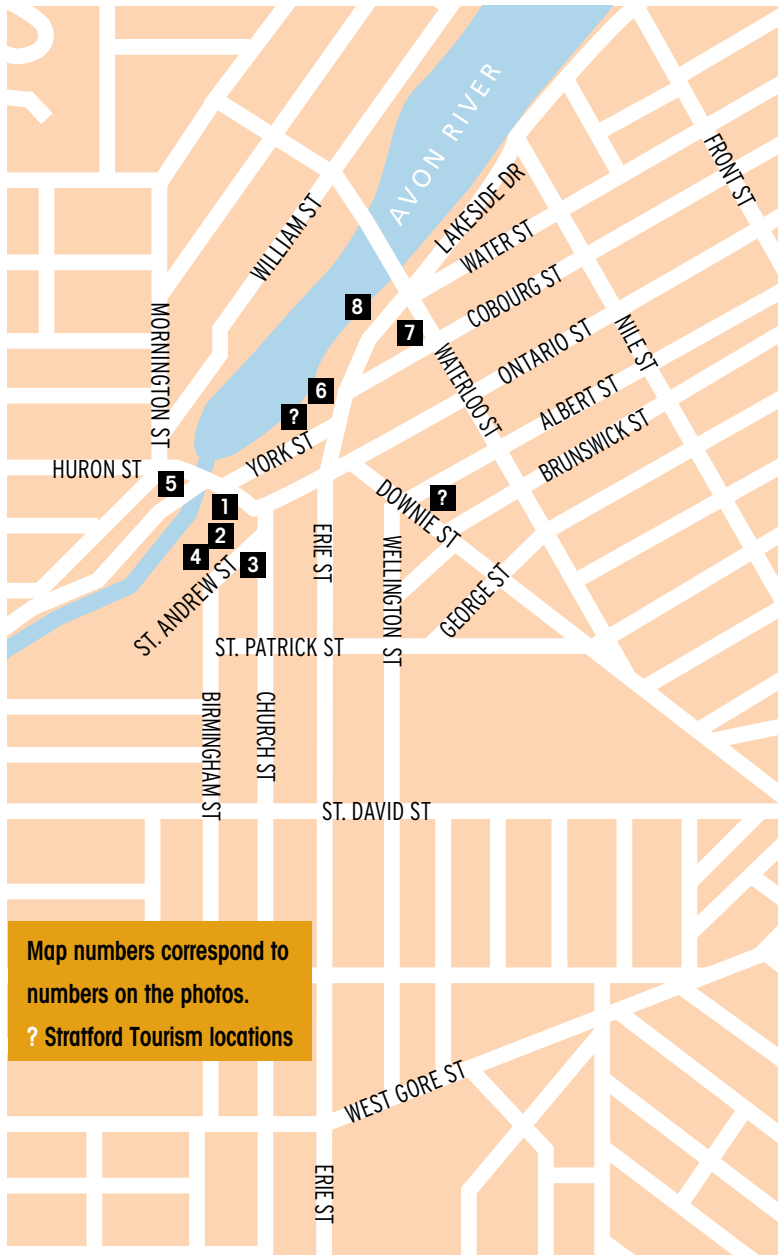 AVON RIVER
FRONT ST
LAKESIDE DR
WILLIAM ST
WATER ST
COBOURG ST
8
7
MORNINGTON ST
ONTARIO ST
NILE ST
WATERLOO ST
6
ALBERT ST
?
BRUNSWICK ST
YORK ST
HURON ST
5
DOWNIE ST
?
1
2
ERIE ST
4
3
WELLINGTON ST
ST. ANDREW ST
GEORGE ST
ST. PATRICK ST
BIRMINGHAM ST
CHURCH ST
ST. DAVID ST
Map numbers correspond to
numbers on the photos.
? Stratford Tourism locations
WEST GORE ST
ERIE ST